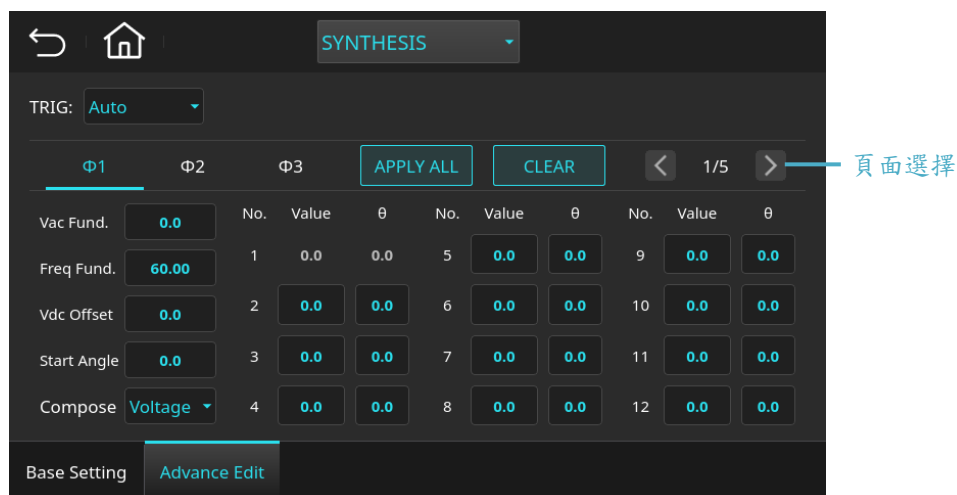 SYNTHESIS
TRIG: Auto
Φ1 Φ2 Φ3 APPLY ALL CLEAR 1/5 頁面選擇
No. Value θ No. Value θ No. Value θ
Vac Fund. 0.0
Freq Fund. 60.00
Vdc Offset 0.0
Start Angle 0.0
Compose Voltage
1 0.0 0.0 5 0.0 0.0 9 0.0 0.0
2 0.0 0.0 6 0.0 0.0 10 0.0 0.0
3 0.0 0.0 7 0.0 0.0 11 0.0 0.0
4 0.0 0.0 8 0.0 0.0 12 0.0 0.0
Base Setting Advance Edit